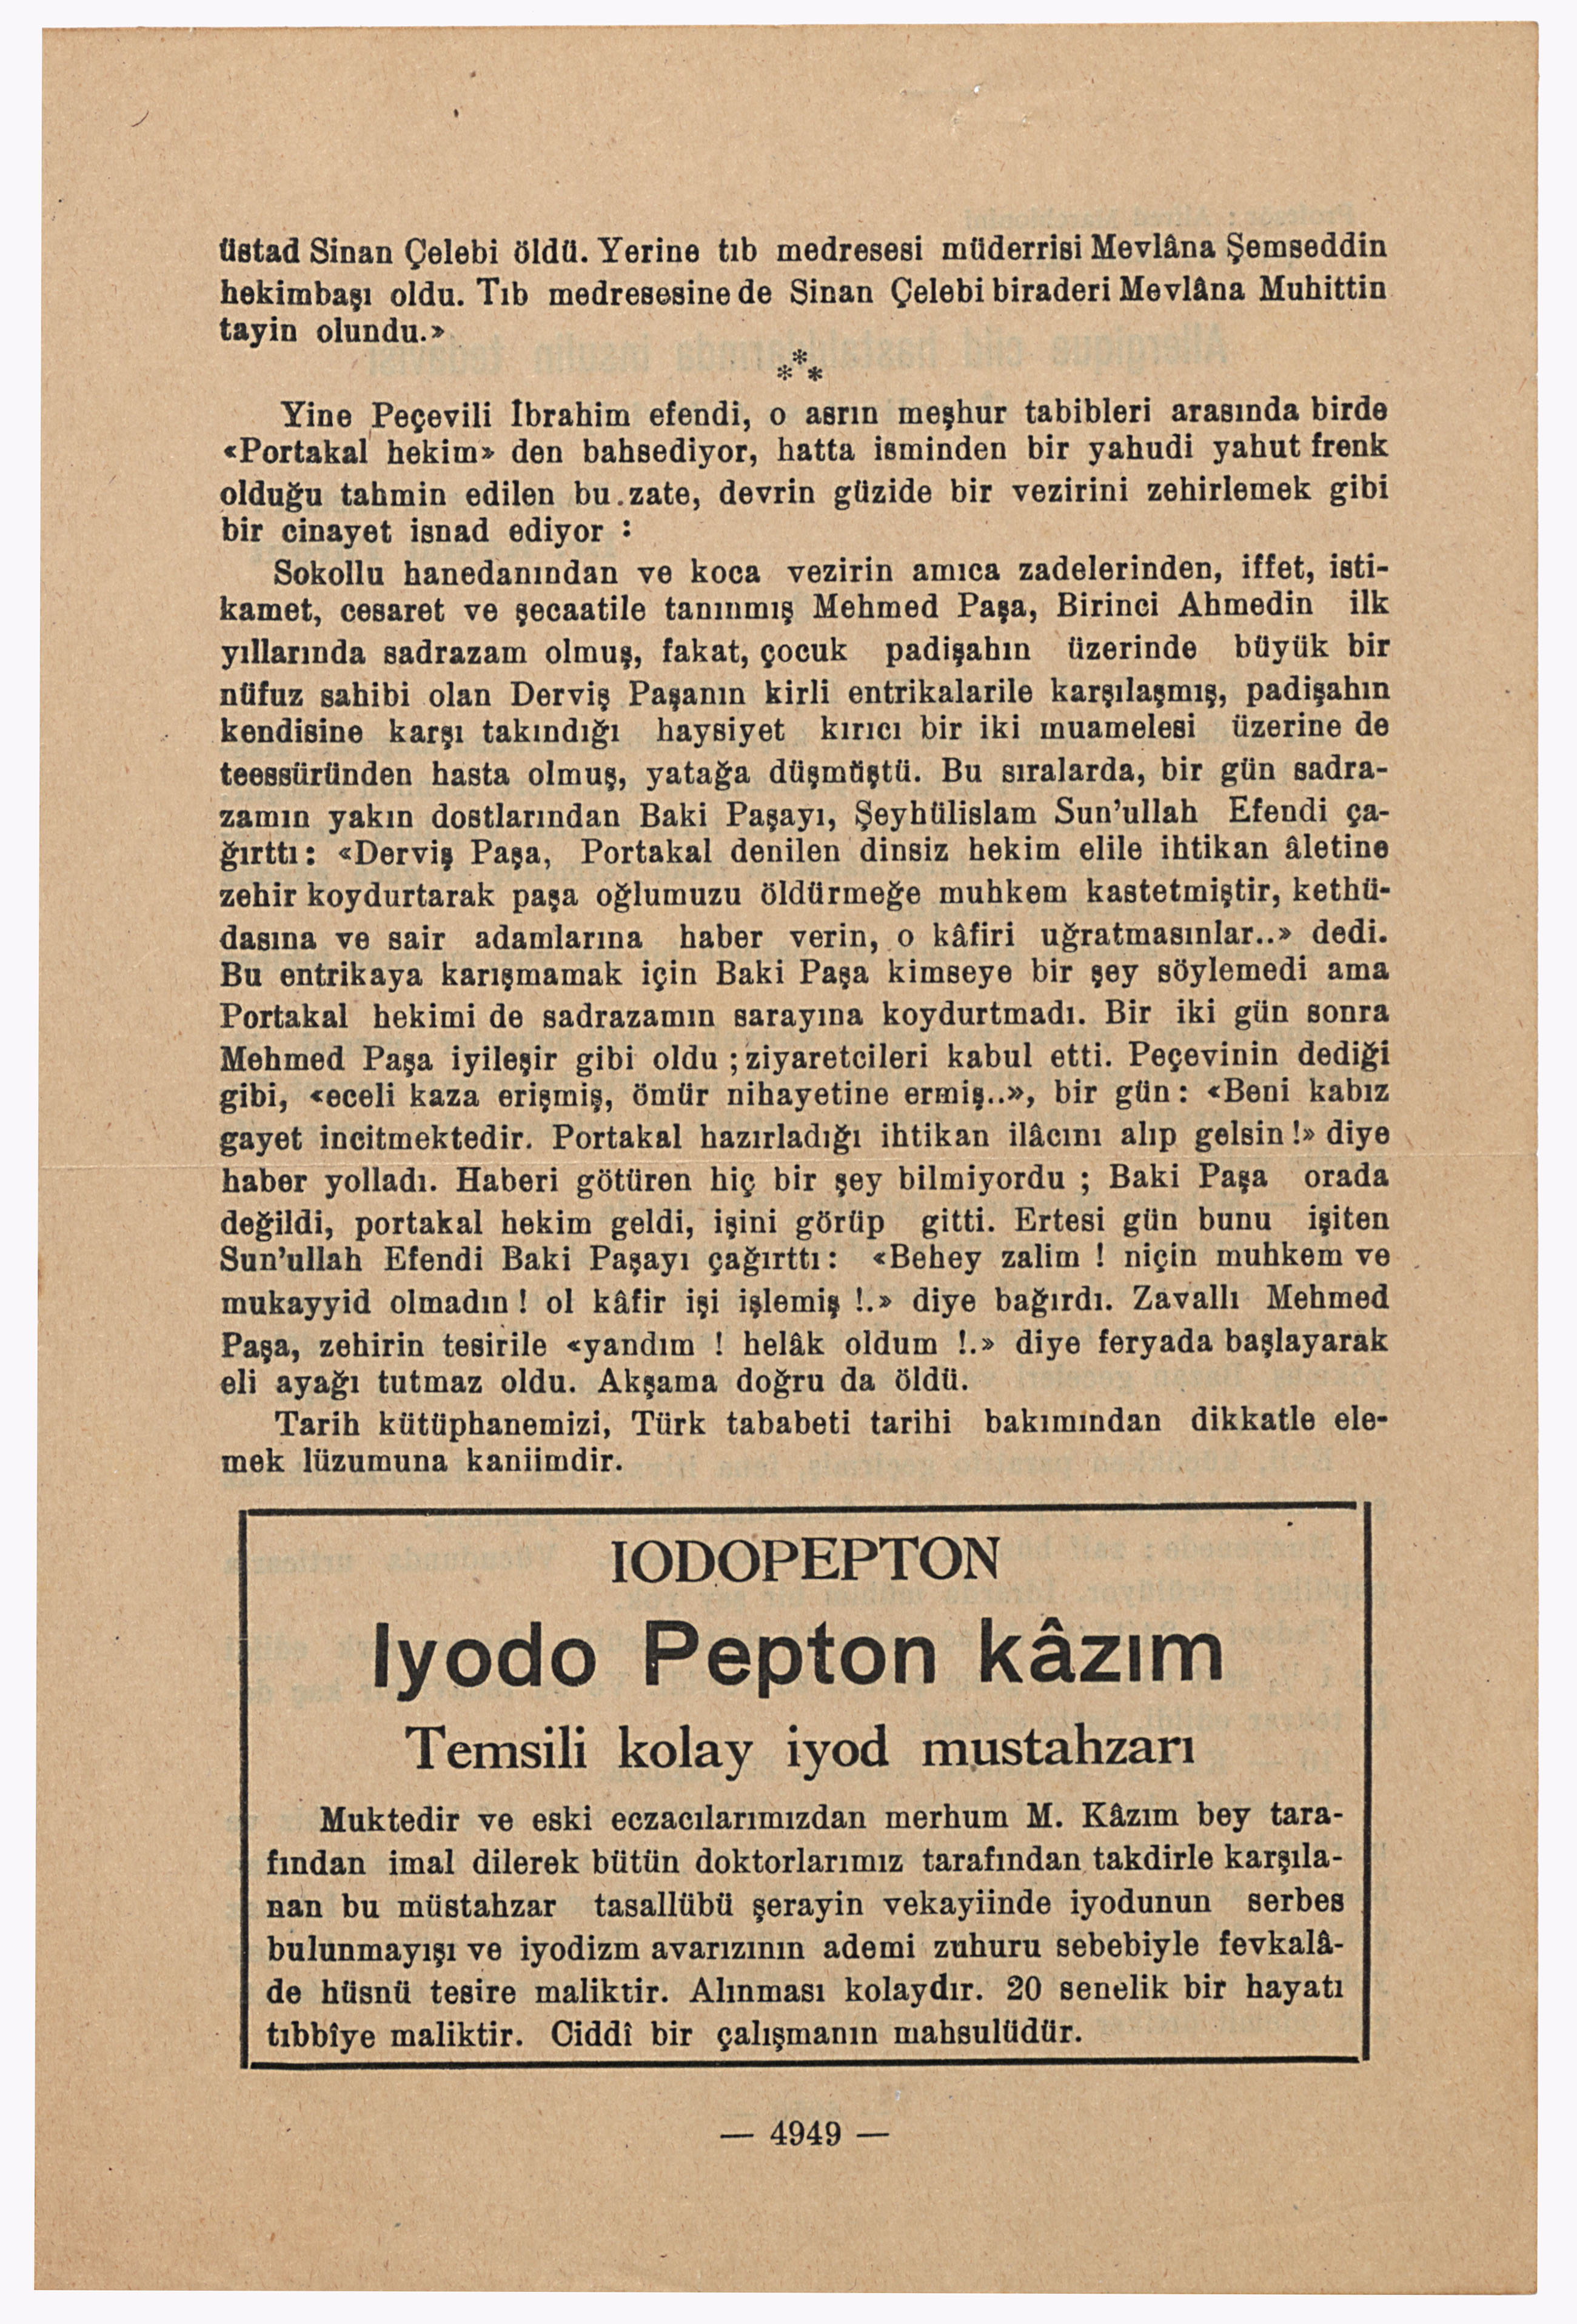 üstad Sinan Çelebi öldü. Yerine tıb medresesi müderrisi Mevlâna Şemseddin
hekimbaşı oldu. Tıb medresesine de Sinan Çelebi biraderi Mevlâna Muhittin
tayin olundu.»
***
Yine Peçevili İbrahim efendi, o asrın meşhur tabibleri arasında birde
«Portakal hekim» den bahsediyor, hatta isminden bir yahudi yahut frenk
olduğu tahmin edilen bu zate, devrin güzide bir vezirini zehirlemek gibi
bir cinayet isnad ediyor :
Sokollu hanedanından ve koca vezirin amıca zadelerinden, iffet, isti-
kamet, cesaret ve şecaatile tanınmış Mehmed Paşa, Birinci Ahmedin ilk
yıllarında sadrazam olmuş, fakat, çocuk padişahın üzerinde büyük bir
nüfuz sahibi olan Derviş Paşanın kirli entrikalarile karşılaşmış, padişahın
kendisine karşı takındığı haysiyet kırıcı bir iki muamelesi üzerine de
teessüründen hasta olmuş, yatağa düşmüştü. Bu sıralarda, bir gün sadra-
zamın yakın dostlarından Baki Paşayı, Şeyhülislam Sun'ullah Efendi ça-
ğırttı: «Derviş Paşa, Portakal denilen dinsiz hekim elile ihtikan âletine
zehir koydurtarak paşa oğlumuzu öldürmeğe muhkem kastetmiştir, kethü-
dasına ve sair adamlarına haber verin, o kâfiri uğratmasınlar..» dedi.
Bu entrikaya karışmamak için Baki Paşa kimseye bir şey söylemedi ama
Portakal hekimi de sadrazamın sarayına koydurtmadı. Bir iki gün sonra
Mehmed Paşa iyileşir gibi oldu ; ziyaretcileri kabul etti. Peçevinin dediği
gibi, «eceli kaza erişmiş, ömür nihayetine ermiş..», bir gün: «Beni kabız
gayet incitmektedir. Portakal hazırladığı ihtikan ilâcını alıp gelsin!» diye
haber yolladı. Haberi götüren hiç bir şey bilmiyordu ; Baki Paşa orada
değildi, portakal hekim geldi, işini görüp gitti. Ertesi gün bunu işiten
Sun'ullah Efendi Baki Paşayı çağırttı: «Behey zalim ! niçin muhkem ve
mukayyid olmadın! ol kâfir işi işlemiş !.» diye bağırdı. Zavallı Mehmed
Paşa, zehirin tesirile «yandım ! helâk oldum !.» diye feryada başlayarak
eli ayağı tutmaz oldu. Akşama doğru da öldü.
Tarih kütüphanemizi, Türk tababeti tarihi bakımından dikkatle ele-
mek lüzumuna kaniimdir.
IODOPEPTON
Iyodo Pepton kâzım
Temsili kolay iyod mustahzarı
Muktedir ve eski eczacılarımızdan merhum M. Kâzım bey tara-
fından imal dilerek bütün doktorlarımız tarafından takdirle karşıla-
nan bu müstahzar tasallübü şerayin vekayiinde iyodunun serbes
bulunmayışı ve iyodizm avarızının ademi zuhuru sebebiyle fevkalâ-
de hüsnü tesire maliktir. Alınması kolaydır. 20 senelik bir hayatı
tıbbîye maliktir. Ciddî bir çalışmanın mahsulüdür.
— 4949 —